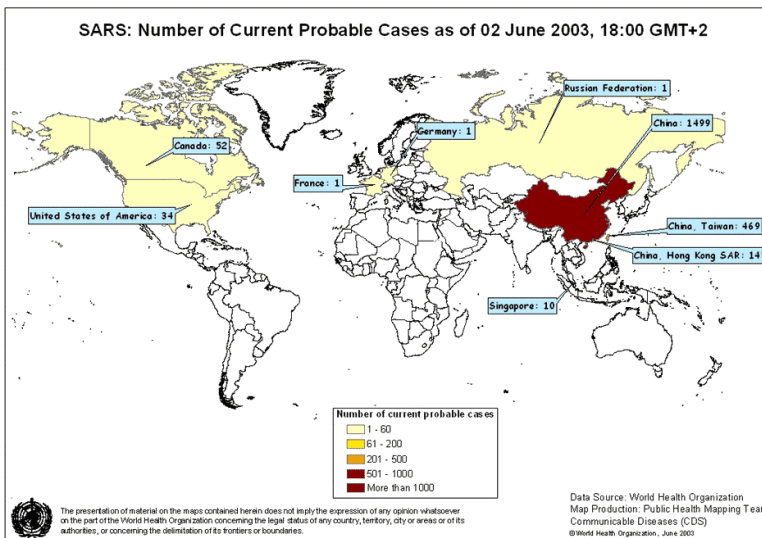 SARS: Number of Current Probable Cases as of 02 June 2003, 18:00 GMT+2
Russian Federation: 1
China: 1499
Germany: 1
Canada: 52
France: 1
United States of America: 34
China, Taiwan: 469
China, Hong Kong SAR: 14
Singapore: 10
Number of current probable cases
1 - 60
61 - 200
201 - 500
501 - 1000
More than 1000
The presentation of material on the maps contained herein does not imply the expression of any opinion whatsoever
on the part of the World Health Organization concerning the legal status of any country, territory, city or areas or of its
authorities, or concerning the delimitation of its frontiers or boundaries.
Data Source: World Health Organization
Map Production: Public Health Mapping Tea
Communicable Diseases (CDS)
©World Health Organization, June 2003